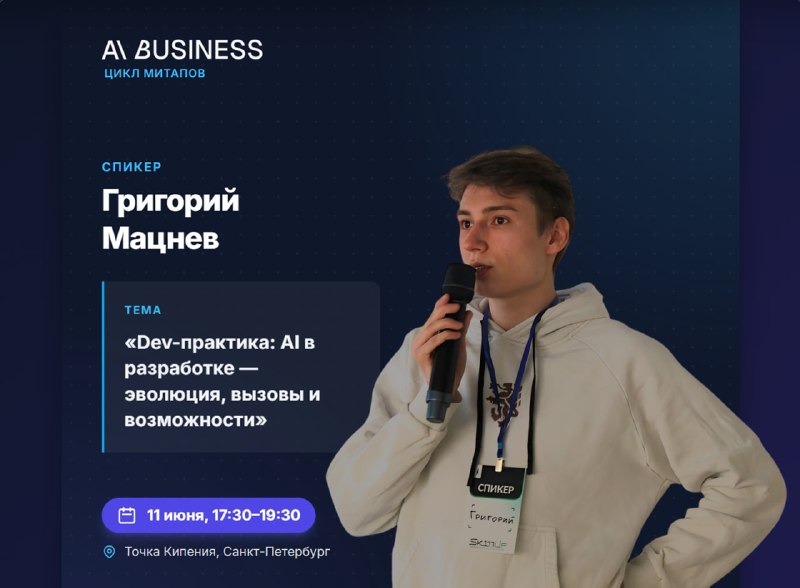 AI BUSINESS
ЦИКЛ МИТАПОВ
СПИКЕР
Григорий
Мацнев
ТЕМА
«Dev-практика: AI в
разработке —
эволюция, вызовы и
возможности»
11 июня, 17:30–19:30
Точка Кипения, Санкт-Петербург
СПИКЕР
Григорий